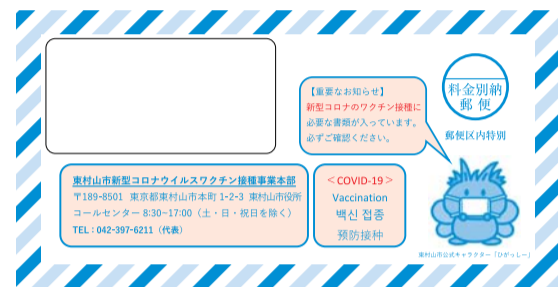 料金別納
郵便
郵便区内特別
【重要なお知らせ】
新型コロナのワクチン接種に
必要な書類が入っています。
必ずご確認ください。
東村山市新型コロナウイルスワクチン接種事業本部
〒189-8501 東京都東村山市本町 1-2-3 東村山市役所
コールセンター 8:30~17:00（土・日・祝日を除く）
TEL：042-397-6211（代表）
＜COVID-19＞
Vaccination
백신 접종
预防接种
東村山市公式キャラクター「ひがっしー」